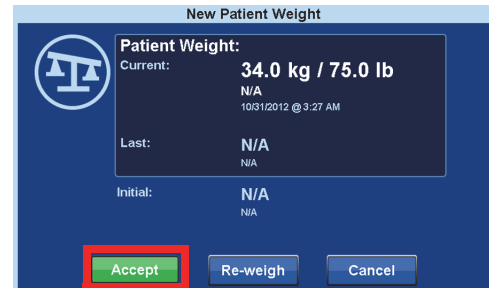 New Patient Weight
Patient Weight:
Current: 34.0 kg / 75.0 lb
N/A
10/31/2012 @ 3:27 AM
Last: N/A
N/A
Initial: N/A
N/A
Accept Re-weigh Cancel